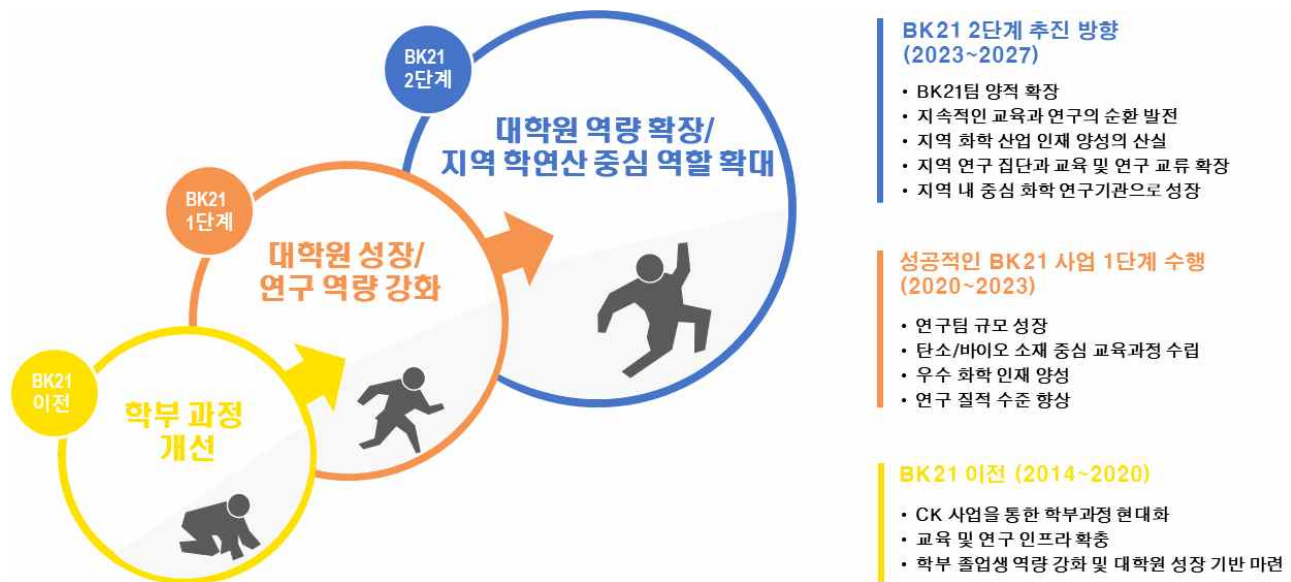 BK21
2단계
대학원 역량 확장/
지역 학연산 중심 역할 확대
BK21
1단계
대학원 성장/
연구 역량 강화
BK21
이전
학부 과정
개선
BK21 2단계 추진 방향
(2023~2027)
• BK21팀 양적 확장
• 지속적인 교육과 연구의 순환 발전
• 지역 화학 산업 인재 양성의 산실
• 지역 연구 집단과 교육 및 연구 교류 확장
• 지역 내 중심 화학 연구기관으로 성장
성공적인 BK21 사업 1단계 수행
(2020~2023)
• 연구팀 규모 성장
• 탄소/바이오 소재 중심 교육과정 수립
• 우수 화학 인재 양성
• 연구 질적 수준 향상
BK21 이전 (2014~2020)
• CK 사업을 통한 학부과정 현대화
• 교육 및 연구 인프라 확충
• 학부 졸업생 역량 강화 및 대학원 성장 기반 마련